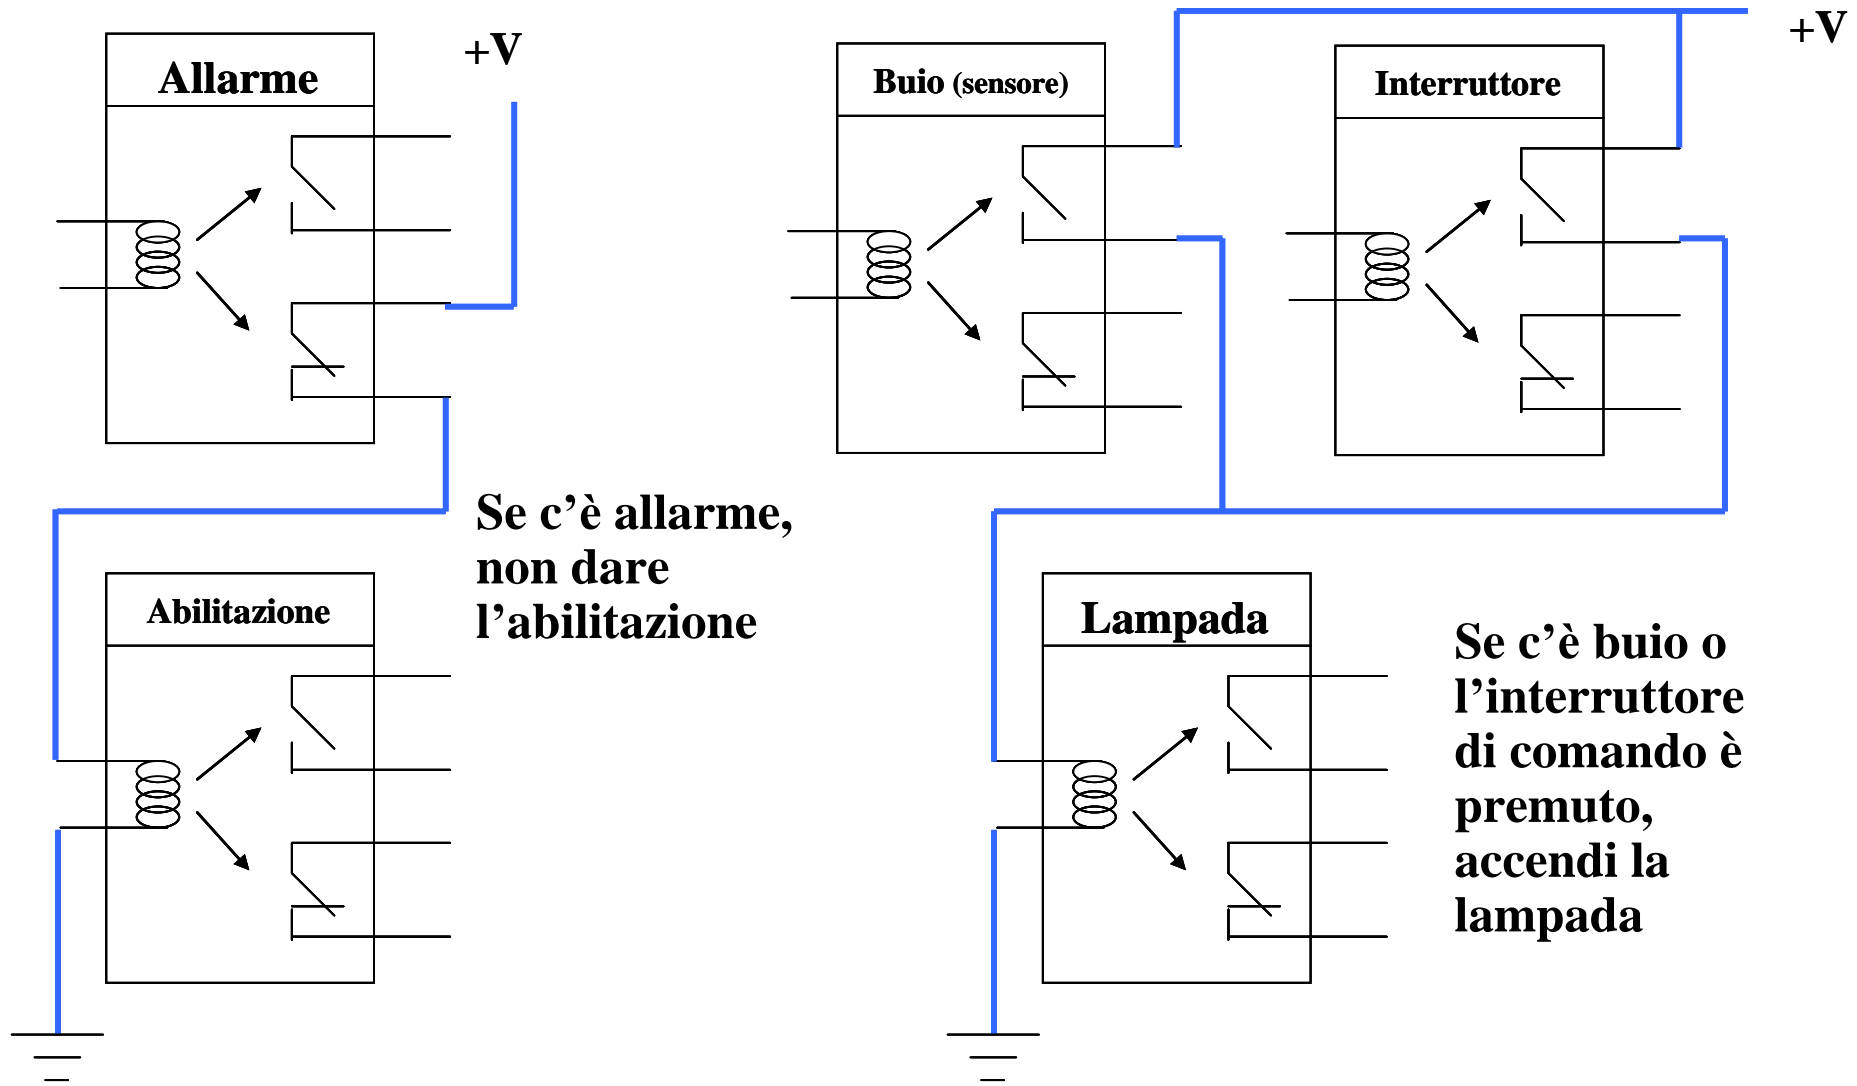 Allarme
+V
Se c’è allarme,
non dare
l’abilitazione
Abilitazione
Buio (sensore)
Interruttore
+V
Lampada
Se c’è buio o
l’interruttore
di comando è
premuto,
accendi la
lampada